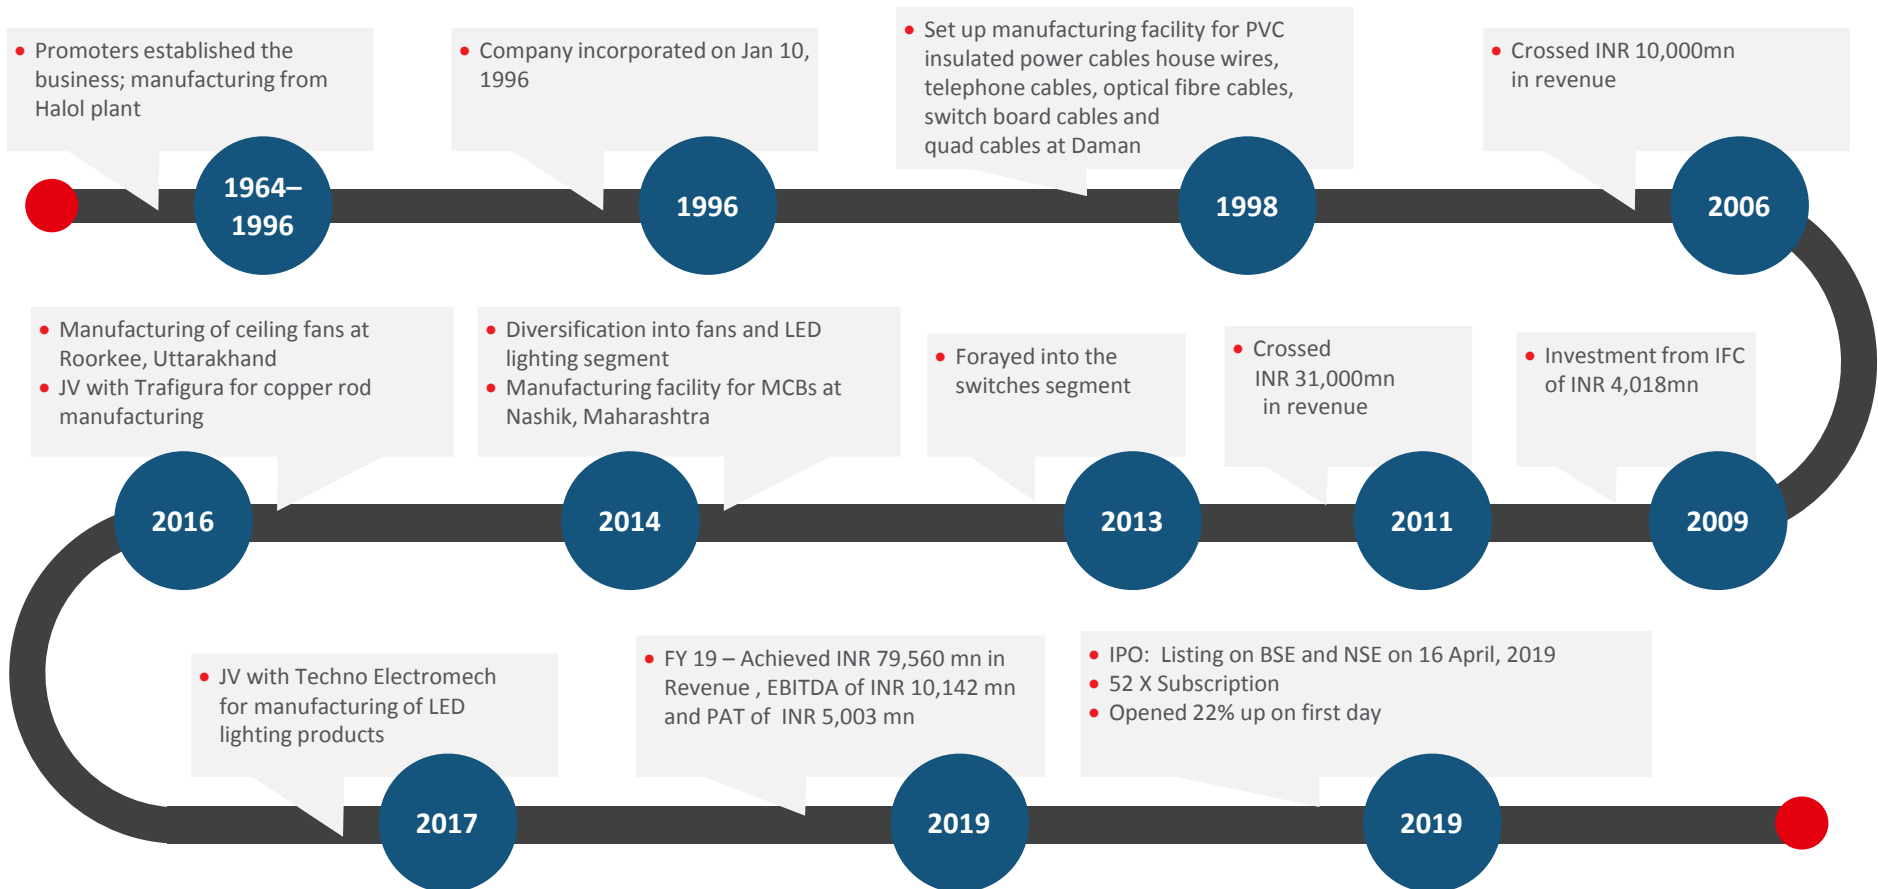 • Promoters established the
business; manufacturing from
Halol plant
1964–
1996
• Company incorporated on Jan 10,
1996
1996
• Set up manufacturing facility for PVC
insulated power cables house wires,
telephone cables, optical fibre cables,
switch board cables and
quad cables at Daman
1998
• Crossed INR 10,000mn
in revenue
2006
• Investment from IFC
of INR 4,018mn
2009
• Crossed
INR 31,000mn
in revenue
2011
• Forayed into the
switches segment
2013
• Diversification into fans and LED
lighting segment
• Manufacturing facility for MCBs at
Nashik, Maharashtra
2014
• Manufacturing of ceiling fans at
Roorkee, Uttarakhand
• JV with Trafigura for copper rod
manufacturing
2016
• JV with Techno Electromech
for manufacturing of LED
lighting products
2017
• FY 19 – Achieved INR 79,560 mn in
Revenue , EBITDA of INR 10,142 mn
and PAT of  INR 5,003 mn
2019
• IPO:  Listing on BSE and NSE on 16 April, 2019
• 52 X Subscription
• Opened 22% up on first day
2019